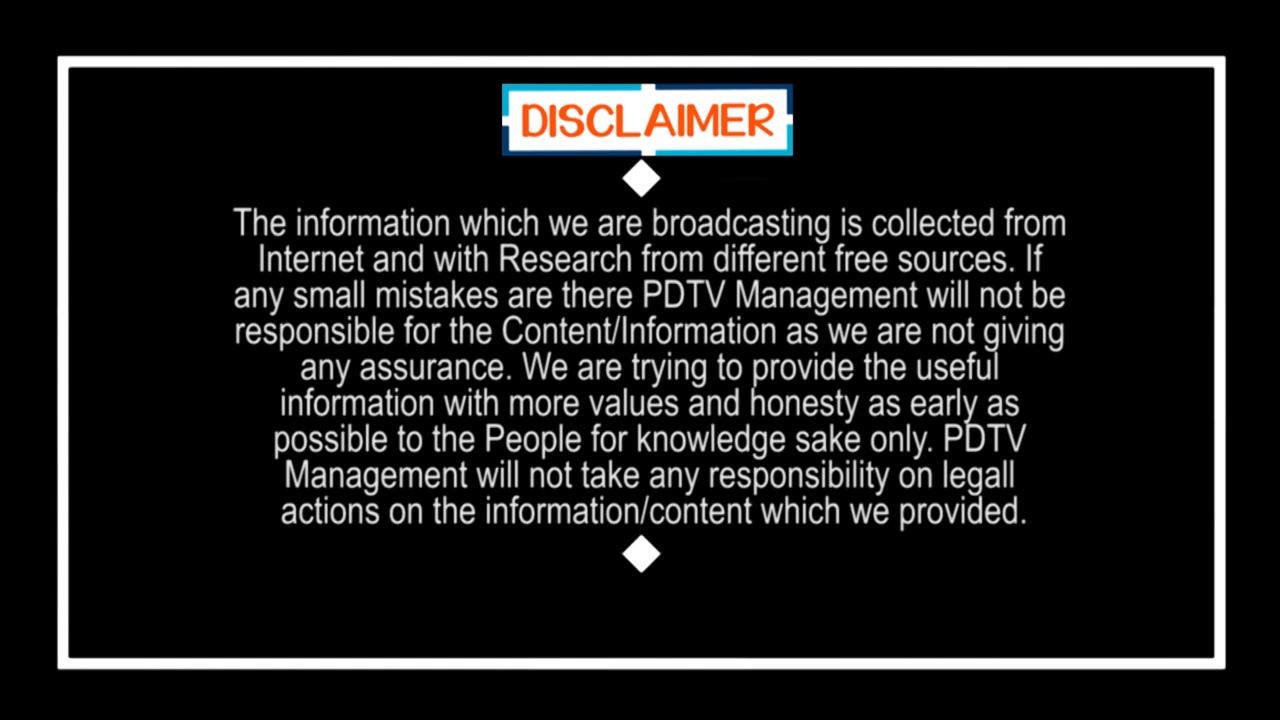 DISCLAIMER
The information which we are broadcasting is collected from
Internet and with Research from different free sources. If
any small mistakes are there PDTV Management will not be
responsible for the Content/Information as we are not giving
any assurance. We are trying to provide the useful
information with more values and honesty as early as
possible to the People for knowledge sake only. PDTV
Management will not take any responsibility on legall
actions on the information/content which we provided.